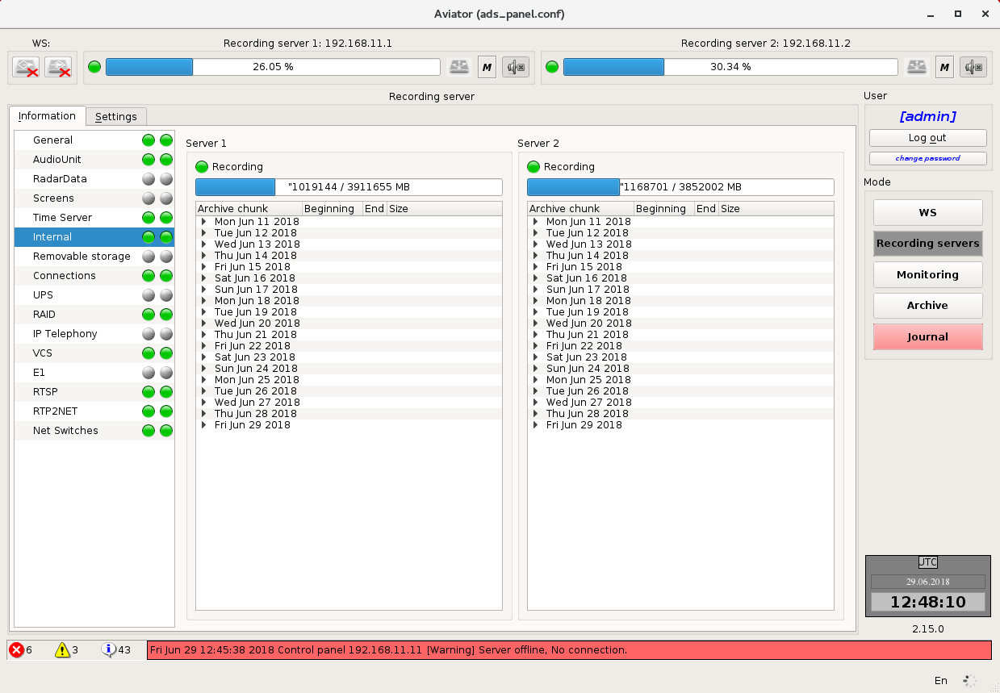 Aviator (ads_panel.conf)
WS:
Recording server 1: 192.168.11.1
Recording server 2: 192.168.11.2
26.05 %
M
30.34 %
M
Recording server
User
Information
Settings
[admin]
Log out
change password
Mode
WS
Recording servers
Monitoring
Archive
Journal
General
AudioUnit
RadarData
Screens
Time Server
Internal
Removable storage
Connections
UPS
RAID
IP Telephony
VCS
E1
RTSP
RTP2NET
Net Switches
Server 1
Recording
"1019144 / 3911655 MB
Archive chunk Beginning End Size
Mon Jun 11 2018
Tue Jun 12 2018
Wed Jun 13 2018
Thu Jun 14 2018
Fri Jun 15 2018
Sat Jun 16 2018
Sun Jun 17 2018
Mon Jun 18 2018
Tue Jun 19 2018
Wed Jun 20 2018
Thu Jun 21 2018
Fri Jun 22 2018
Sat Jun 23 2018
Sun Jun 24 2018
Mon Jun 25 2018
Tue Jun 26 2018
Wed Jun 27 2018
Thu Jun 28 2018
Fri Jun 29 2018
Server 2
Recording
"1168701 / 3852002 MB
Archive chunk Beginning End Size
Mon Jun 11 2018
Tue Jun 12 2018
Wed Jun 13 2018
Thu Jun 14 2018
Fri Jun 15 2018
Sat Jun 16 2018
Sun Jun 17 2018
Mon Jun 18 2018
Tue Jun 19 2018
Wed Jun 20 2018
Thu Jun 21 2018
Fri Jun 22 2018
Sat Jun 23 2018
Sun Jun 24 2018
Mon Jun 25 2018
Tue Jun 26 2018
Wed Jun 27 2018
Thu Jun 28 2018
Fri Jun 29 2018
UTC
29.06.2018
12:48:10
2.15.0
6
3
43
Fri Jun 29 12:45:38 2018 Control panel 192.168.11.11 [Warning] Server offline, No connection.
En